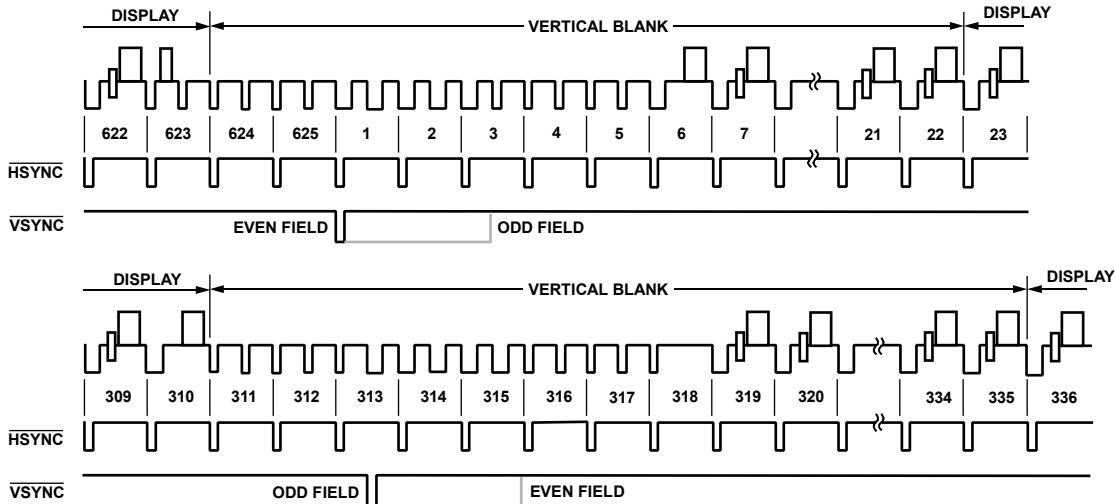 DISPLAY VERTICAL BLANK DISPLAY
622 623 624 625 1 2 3 4 5 6 7 21 22 23
HSYNC
VSYNC EVEN FIELD ODD FIELD
DISPLAY VERTICAL BLANK DISPLAY
309 310 311 312 313 314 315 316 317 318 319 320 334 335 336
HSYNC
VSYNC ODD FIELD EVEN FIELD